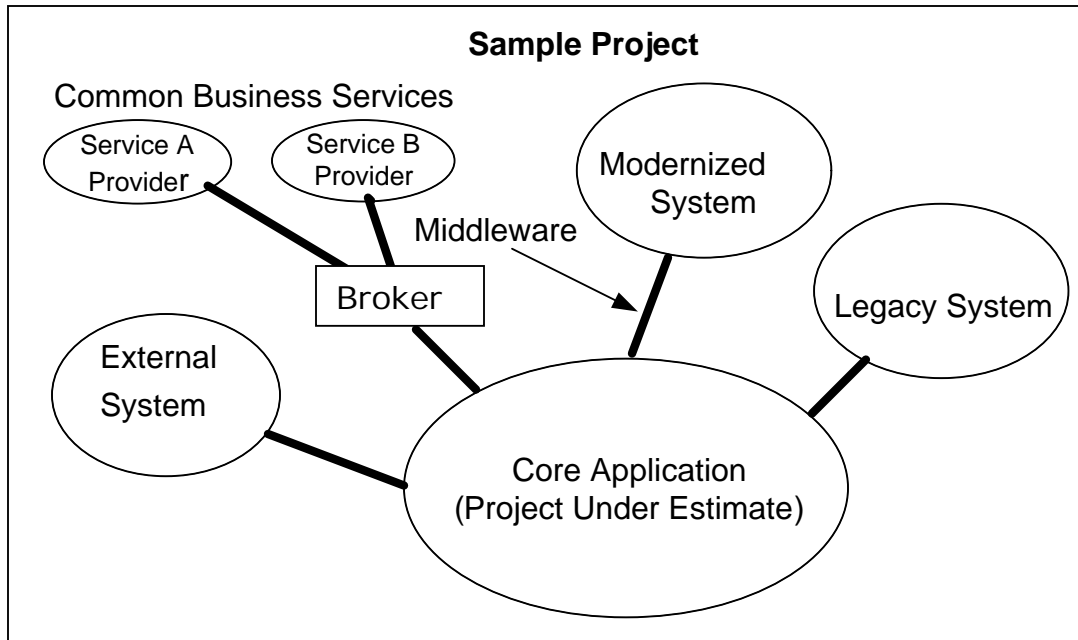 Sample Project
Common Business Services
Service A
Provider
Service B
Provider
Modernized
System
Middleware
Broker
Legacy System
External
System
Core Application
(Project Under Estimate)